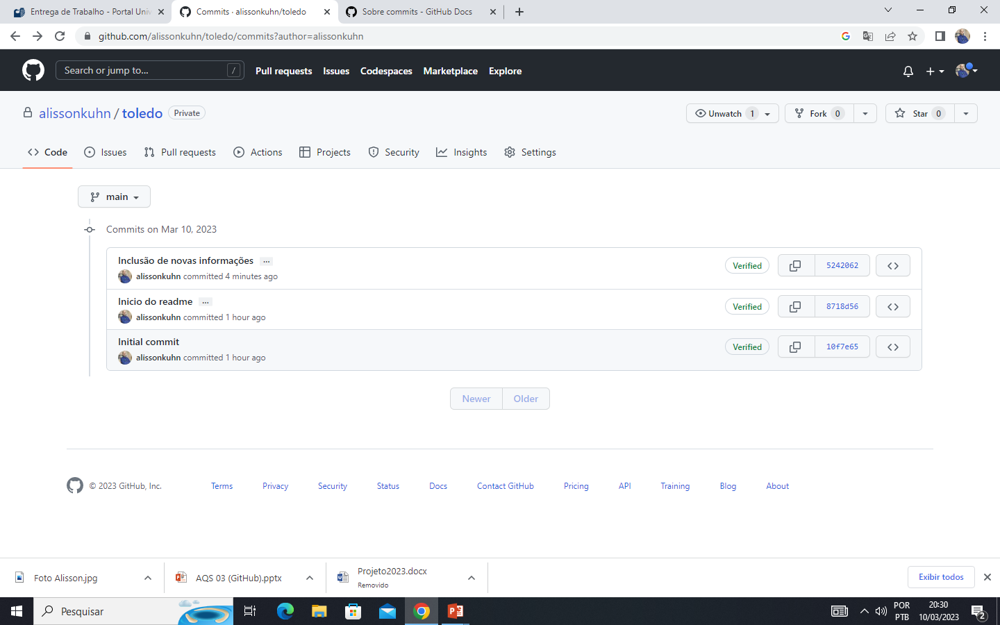 Entrega de Trabalho - Portal Univ
Commits · alissonkuhn/toledo
Sobre commits - GitHub Docs
github.com/alissonkuhn/toledo/commits?author=alissonkuhn
Search or jump to... /
Pull requests Issues Codespaces Marketplace Explore
alissonkuhn / toledo Private
Unwatch 1 Fork 0 Star 0
Code Issues Pull requests Actions Projects Security Insights Settings
main
Commits on Mar 10, 2023
Inclusão de novas informações ...
alissonkuhn committed 4 minutes ago
Verified 5242062
Inicio do readme ...
alissonkuhn committed 1 hour ago
Verified 8718d56
Initial commit
alissonkuhn committed 1 hour ago
Verified 10f7e65
Newer Older
© 2023 GitHub, Inc. Terms Privacy Security Status Docs Contact GitHub Pricing API Training Blog About
Foto Alisson.jpg
AQS 03 (GitHub).pptx
Projeto2023.docx
Removido
Exibir todos
Pesquisar
POR
PTB
20:30
10/03/2023
2